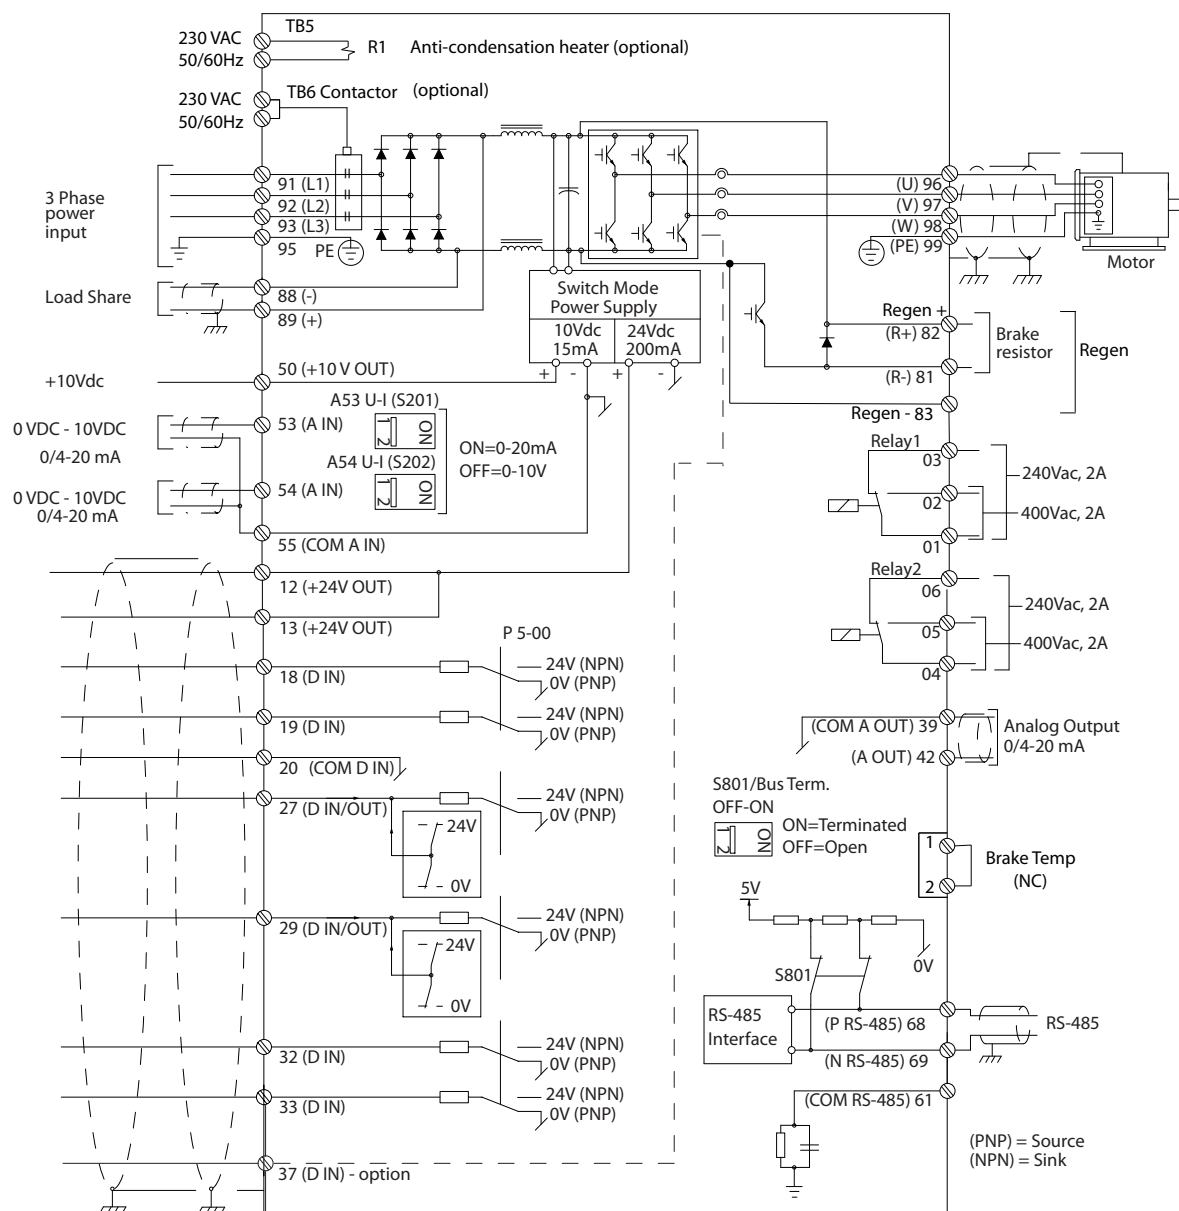 TB5
230 VAC
50/60Hz
R1
Anti-condensation heater (optional)
230 VAC
50/60Hz
TB6 Contactor
(optional)
3 Phase
power
input
91 (L1)
92 (L2)
93 (L3)
95
PE
Load Share
88 (-)
89 (+)
Switch Mode
Power Supply
10Vdc
15mA
24Vdc
200mA
+
-
+
-
(U) 96
(V) 97
(W) 98
(PE) 99
Motor
Regen +
(R+) 82
Brake
resistor
Regen
(R-) 81
Regen - 83
+10Vdc
50 (+10 V OUT)
0 VDC - 10VDC
0/4-20 mA
53 (A IN)
A53 U-I (S201)
1
2
ON
A54 U-I (S202)
1
2
ON
ON=0-20mA
OFF=0-10V
0 VDC - 10VDC
0/4-20 mA
54 (A IN)
55 (COM A IN)
12 (+24V OUT)
13 (+24V OUT)
Relay1
03
02
01
240Vac, 2A
400Vac, 2A
Relay2
06
05
04
240Vac, 2A
400Vac, 2A
P 5-00
18 (D IN)
24V (NPN)
0V (PNP)
19 (D IN)
24V (NPN)
0V (PNP)
20 (COM D IN)
27 (D IN/OUT)
24V (NPN)
0V (PNP)
24V
0V
29 (D IN/OUT)
24V (NPN)
0V (PNP)
24V
0V
32 (D IN)
24V (NPN)
0V (PNP)
33 (D IN)
24V (NPN)
0V (PNP)
37 (D IN) - option
(COM A OUT) 39
(A OUT) 42
Analog Output
0/4-20 mA
S801/Bus Term.
OFF-ON
1
2
ON
ON=Terminated
OFF=Open
1
2
Brake Temp
(NC)
5V
0V
S801
RS-485
Interface
(P RS-485) 68
(N RS-485) 69
RS-485
(COM RS-485) 61
(PNP) = Source
(NPN) = Sink